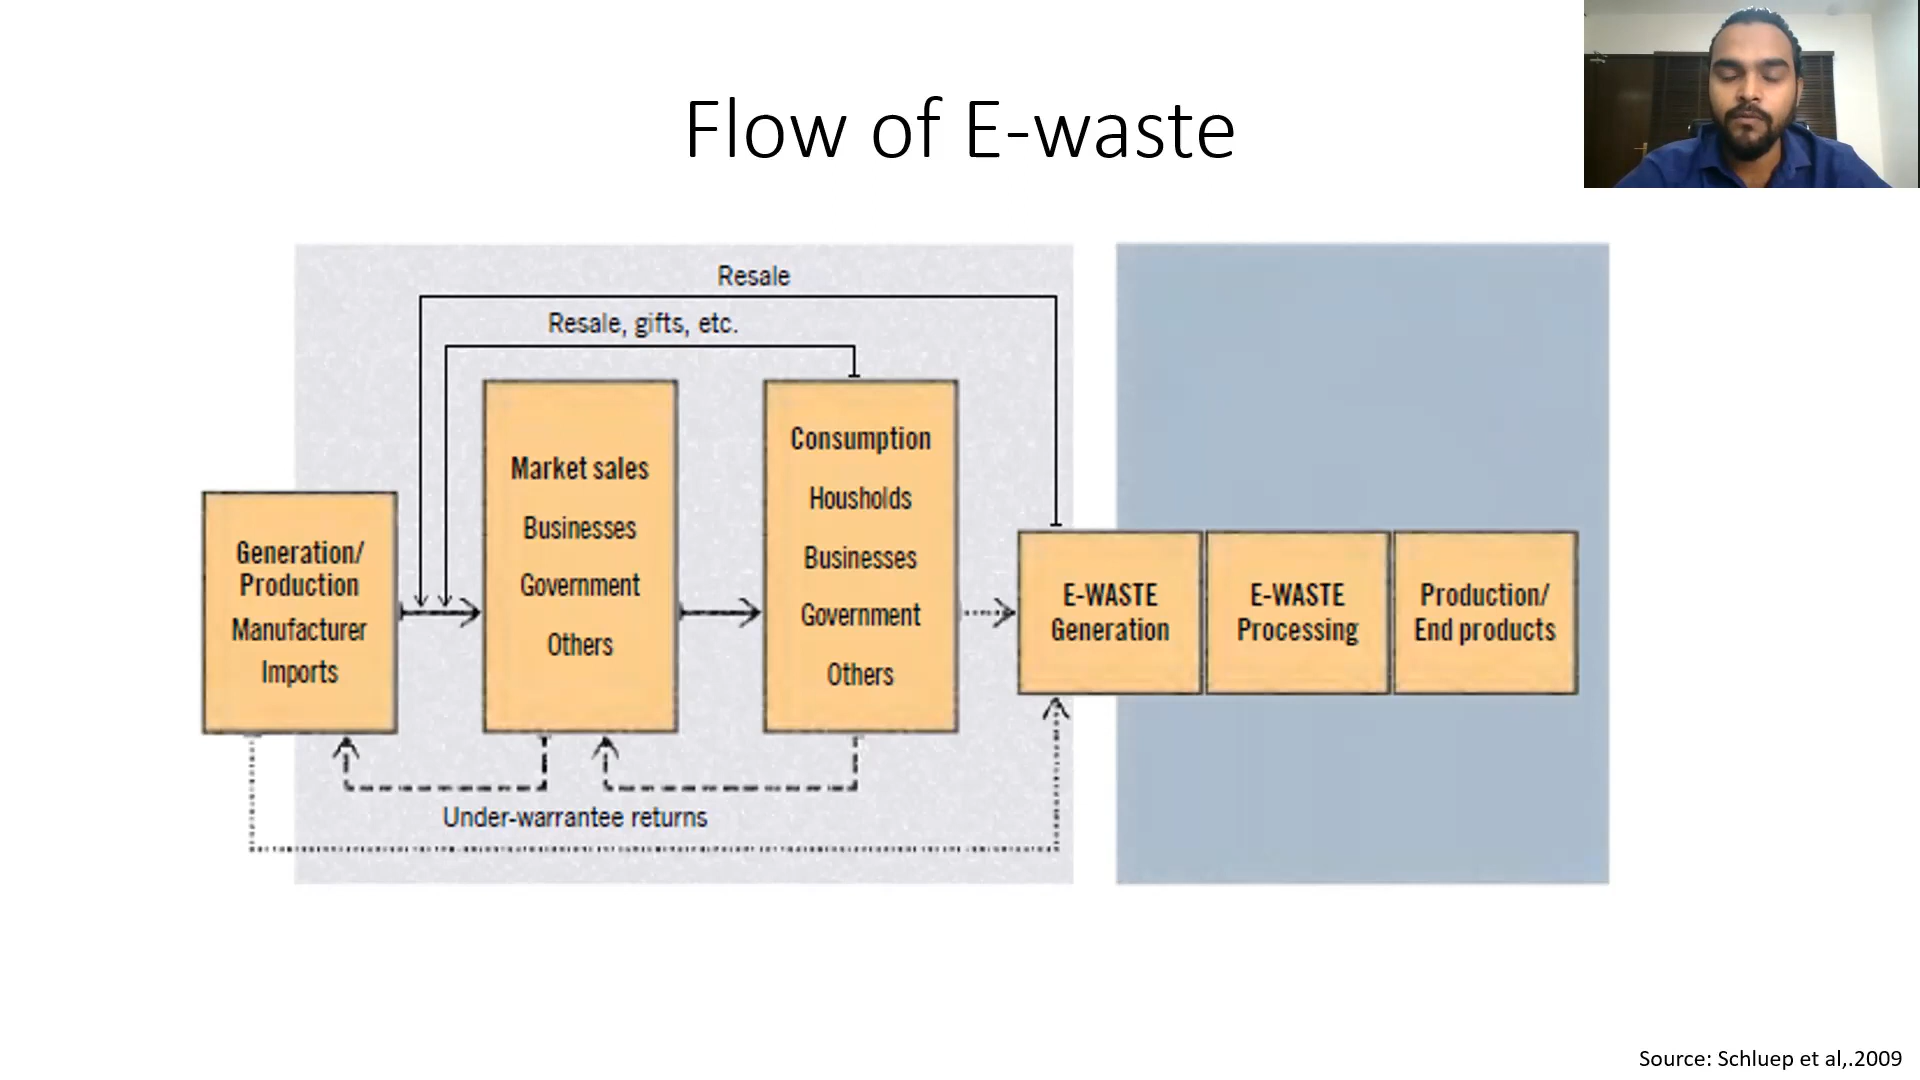 Flow of E-waste
Resale
Resale, gifts, etc.
Generation/
Production
Manufacturer
Imports
Market sales
Businesses
Government
Others
Consumption
Housholds
Businesses
Government
Others
E-WASTE
Generation
E-WASTE
Processing
Production/
End products
Under-warrantee returns
Source: Schluep et al,.2009